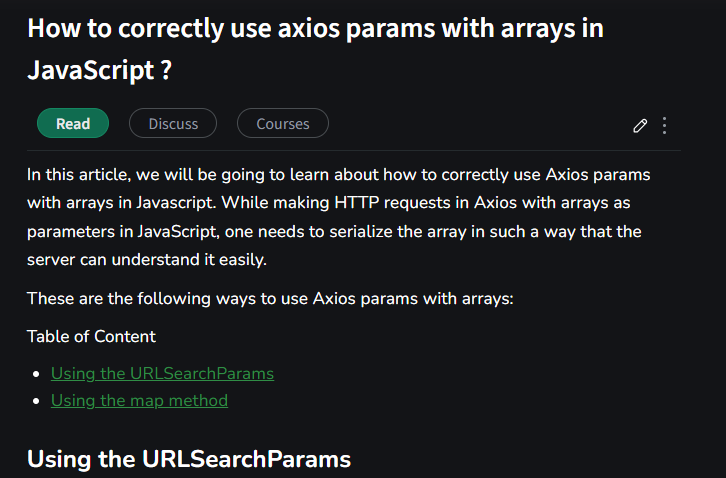 How to correctly use axios params with arrays in
JavaScript ?
Read
Discuss
Courses
In this article, we will be going to learn about how to correctly use Axios params
with arrays in Javascript. While making HTTP requests in Axios with arrays as
parameters in JavaScript, one needs to serialize the array in such a way that the
server can understand it easily.
These are the following ways to use Axios params with arrays:
Table of Content
Using the URLSearchParams
Using the map method
Using the URLSearchParams